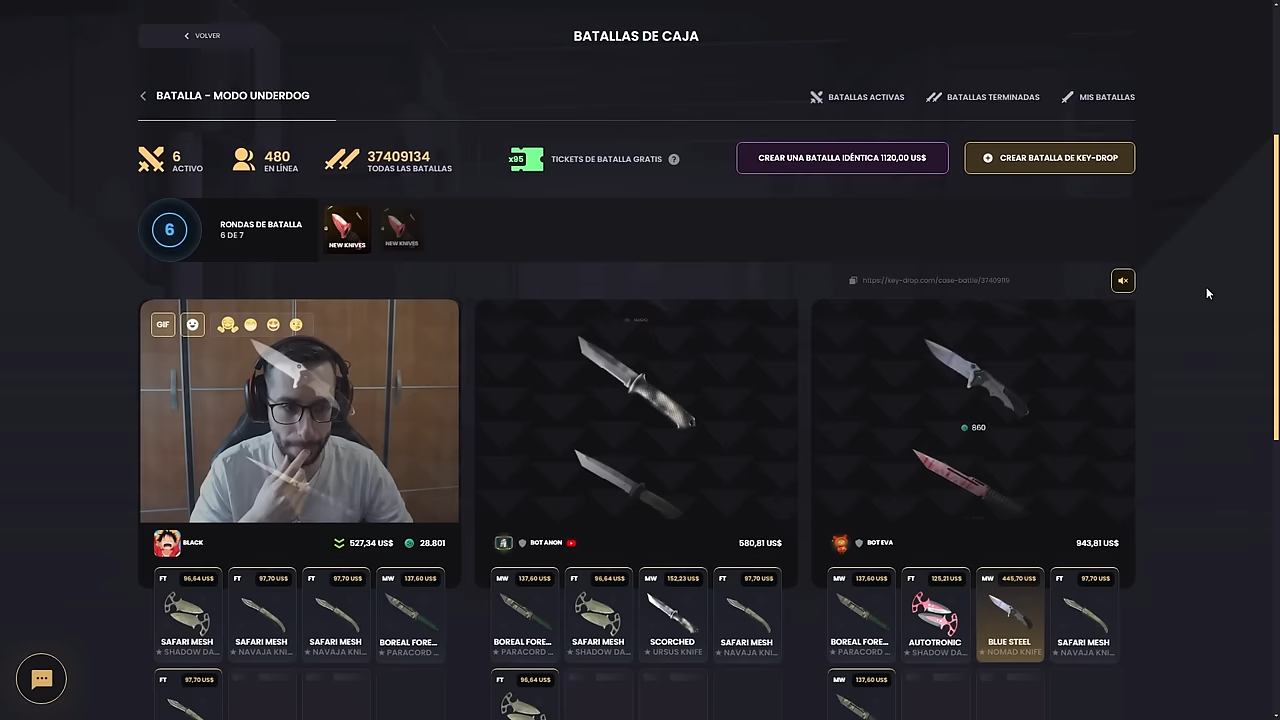 VOLVER
BATALLAS DE CAJA
BATALLA - MODO UNDERDOG
BATALLAS ACTIVAS
BATALLAS TERMINADAS
MIS BATALLAS
6
ACTIVO
480
EN LÍNEA
37409134
TODAS LAS BATALLAS
x95
TICKETS DE BATALLA GRATIS ?
CREAR UNA BATALLA IDÉNTICA 1120,00 US$
CREAR BATALLA DE KEY-DROP
6
RONDAS DE BATALLA
6 DE 7
NEW KNIVES
NEW KNIVES
https://key-drop.com/case-battle/37409119
GIF
860
BLACK
527,34 US$
28.801
BOT ANON
580,81 US$
BOT EVA
943,81 US$
FT 96,64 US$
SAFARI MESH
★ SHADOW DA...
FT 97,70 US$
SAFARI MESH
★ NAVAJA KNI...
FT 97,70 US$
SAFARI MESH
★ NAVAJA KNI...
MW 137,60 US$
BOREAL FORE...
★ PARACORD ...
MW 137,60 US$
BOREAL FORE...
★ PARACORD ...
FT 96,64 US$
SAFARI MESH
★ SHADOW DA...
MW 152,23 US$
SCORCHED
★ URSUS KNIFE
FT 97,70 US$
SAFARI MESH
★ NAVAJA KNI...
MW 137,60 US$
BOREAL FORE...
★ PARACORD ...
FT 125,21 US$
AUTOTRONIC
★ SHADOW DA...
MW 445,70 US$
BLUE STEEL
★ NOMAD KNIFE
FT 97,70 US$
SAFARI MESH
★ NAVAJA KNI...
FT 97,70 US$
FT 96,64 US$
MW 137,60 US$